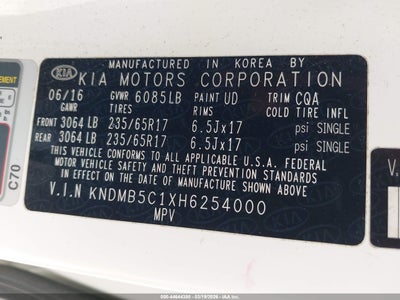 MANUFACTURED IN KOREA BY
KIA KIA MOTORS CORPORATION
06/16 GVWR 6085LB PAINT UD TRIM CQA
GAWR TIRES RIMS COLD TIRE INFL
FRONT 3064 LB 235/65R17 6.5Jx17 psi SINGLE
REAR 3064 LB 235/65R17 6.5Jx17 psi SINGLE
THIS VEHICLE CONFORMS TO ALL APPLICABLE U.S.A. FEDERAL
MOTOR VEHICLE SAFETY AND THEFT PREVENTION STANDARDS
IN EFFECT ON THE DATE OF MANUFACTURE SHOWN ABOVE.
V.I.N KNDMB5C1XH6254000
MPV
C70